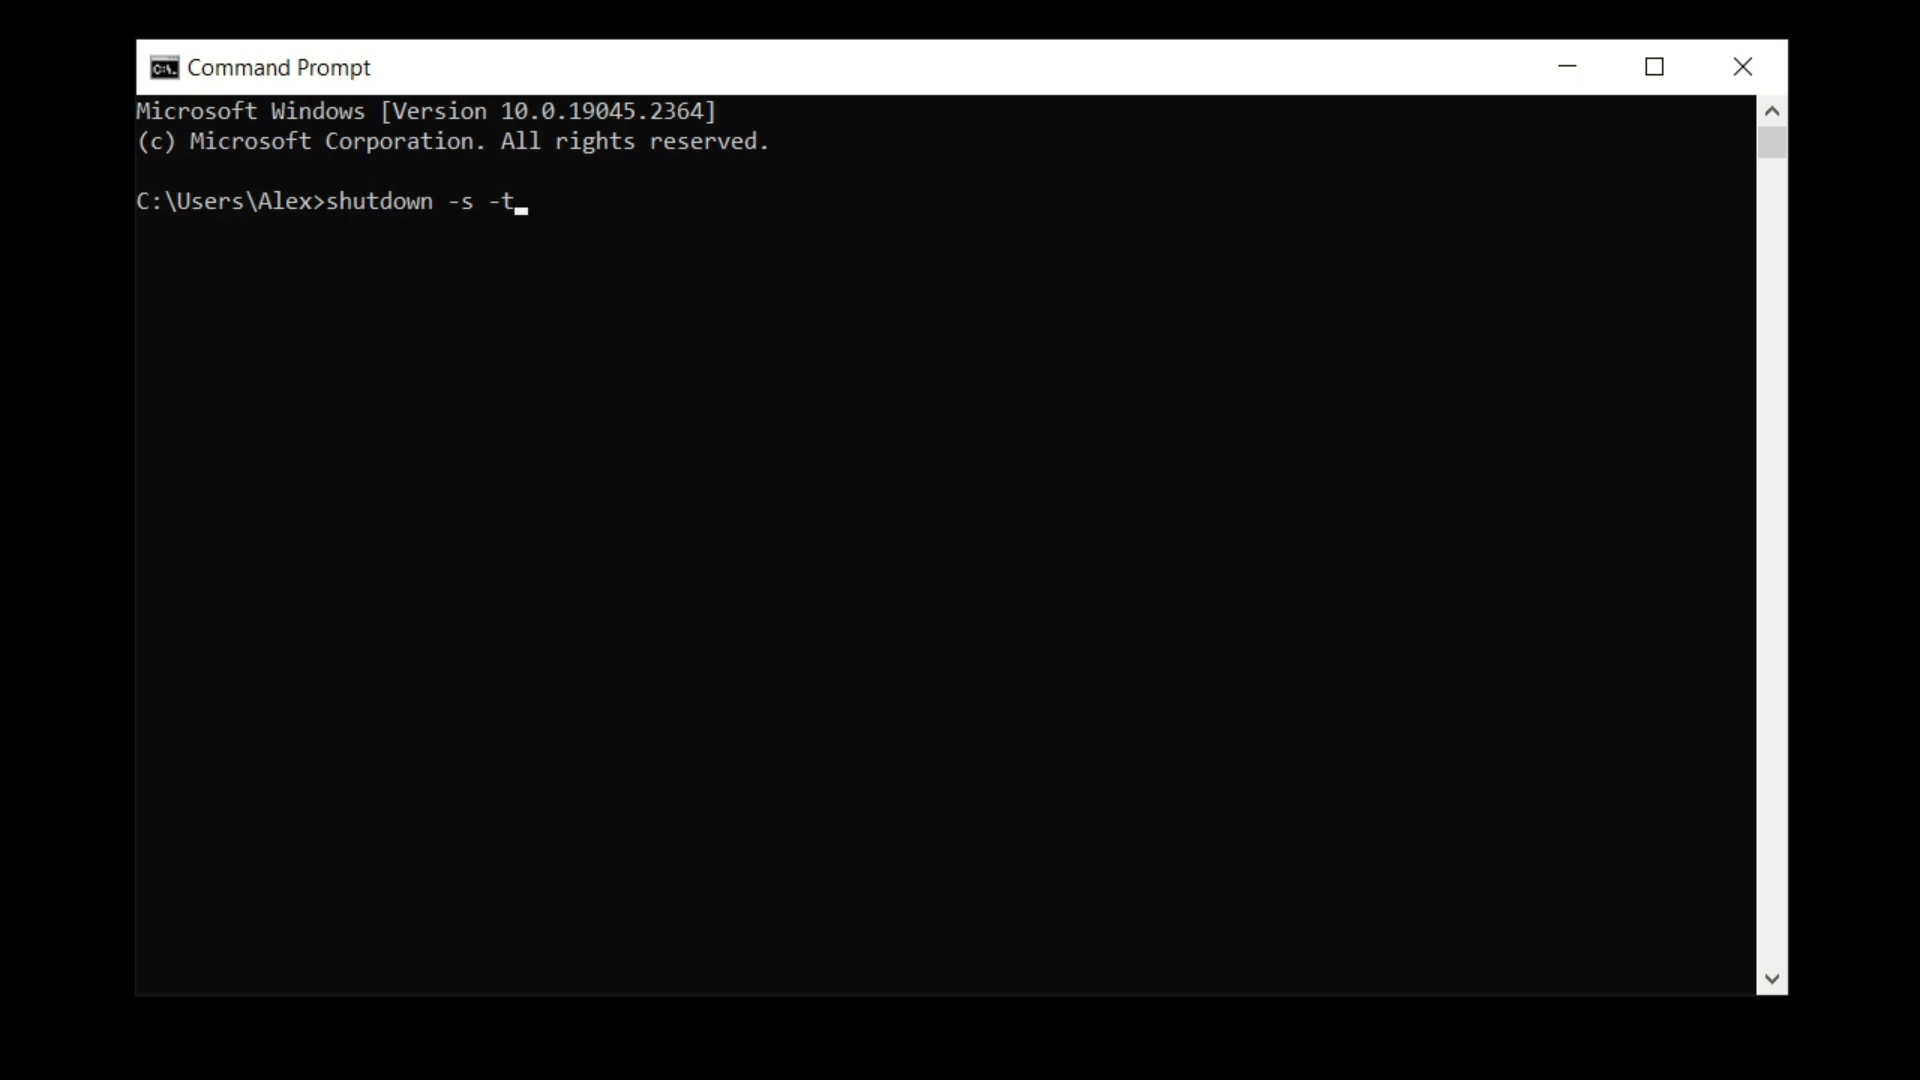 Command Prompt
Microsoft Windows [Version 10.0.19045.2364]
(c) Microsoft Corporation. All rights reserved.
C:\Users\Alex>shutdown -s -t